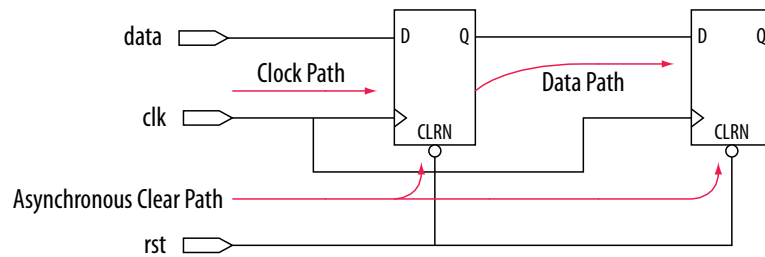 data
D Q
D Q
Clock Path
Data Path
clk
CLRN
CLRN
Asynchronous Clear Path
rst